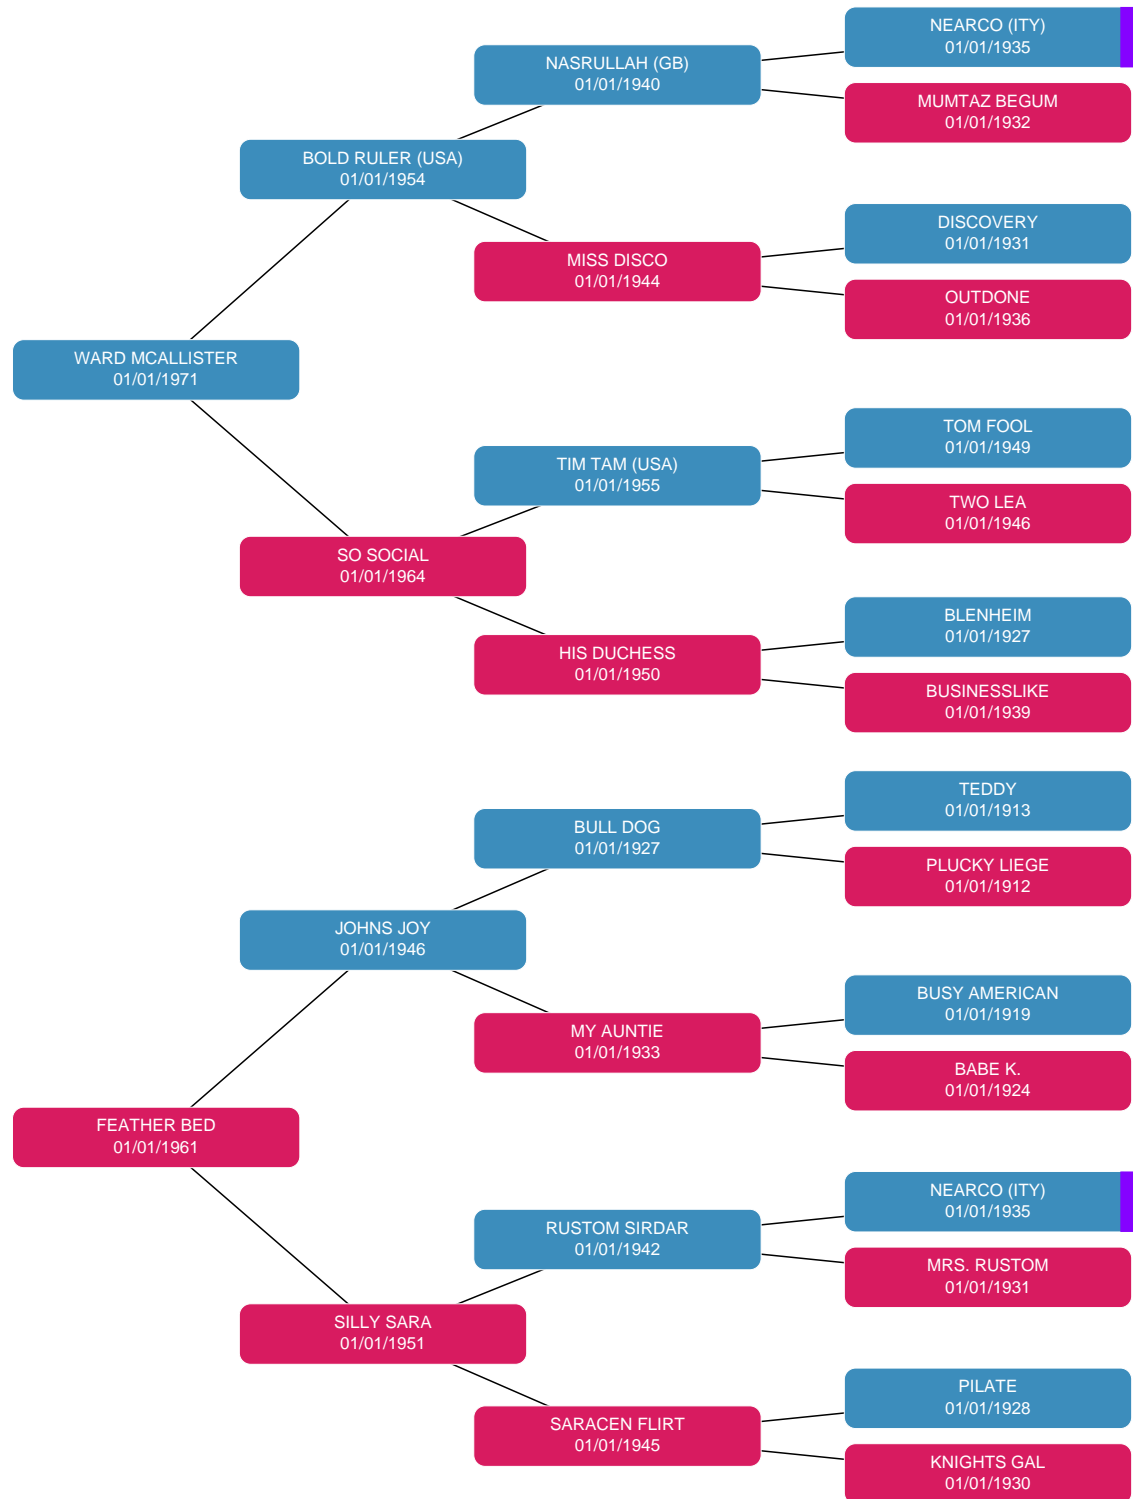 NEARCO (ITY)
01/01/1935
NASRULLAH (GB)
01/01/1940
MUMTAZ BEGUM
01/01/1932
BOLD RULER (USA)
01/01/1954
DISCOVERY
01/01/1931
MISS DISCO
01/01/1944
OUTDONE
01/01/1936
WARD MCALLISTER
01/01/1971
TOM FOOL
01/01/1949
TIM TAM (USA)
01/01/1955
TWO LEA
01/01/1946
SO SOCIAL
01/01/1964
BLENHEIM
01/01/1927
HIS DUCHESS
01/01/1950
BUSINESSLIKE
01/01/1939
TEDDY
01/01/1913
BULL DOG
01/01/1927
PLUCKY LIEGE
01/01/1912
JOHNS JOY
01/01/1946
BUSY AMERICAN
01/01/1919
MY AUNTIE
01/01/1933
BABE K.
01/01/1924
FEATHER BED
01/01/1961
NEARCO (ITY)
01/01/1935
RUSTOM SIRDAR
01/01/1942
MRS. RUSTOM
01/01/1931
SILLY SARA
01/01/1951
PILATE
01/01/1928
SARACEN FLIRT
01/01/1945
KNIGHTS GAL
01/01/1930